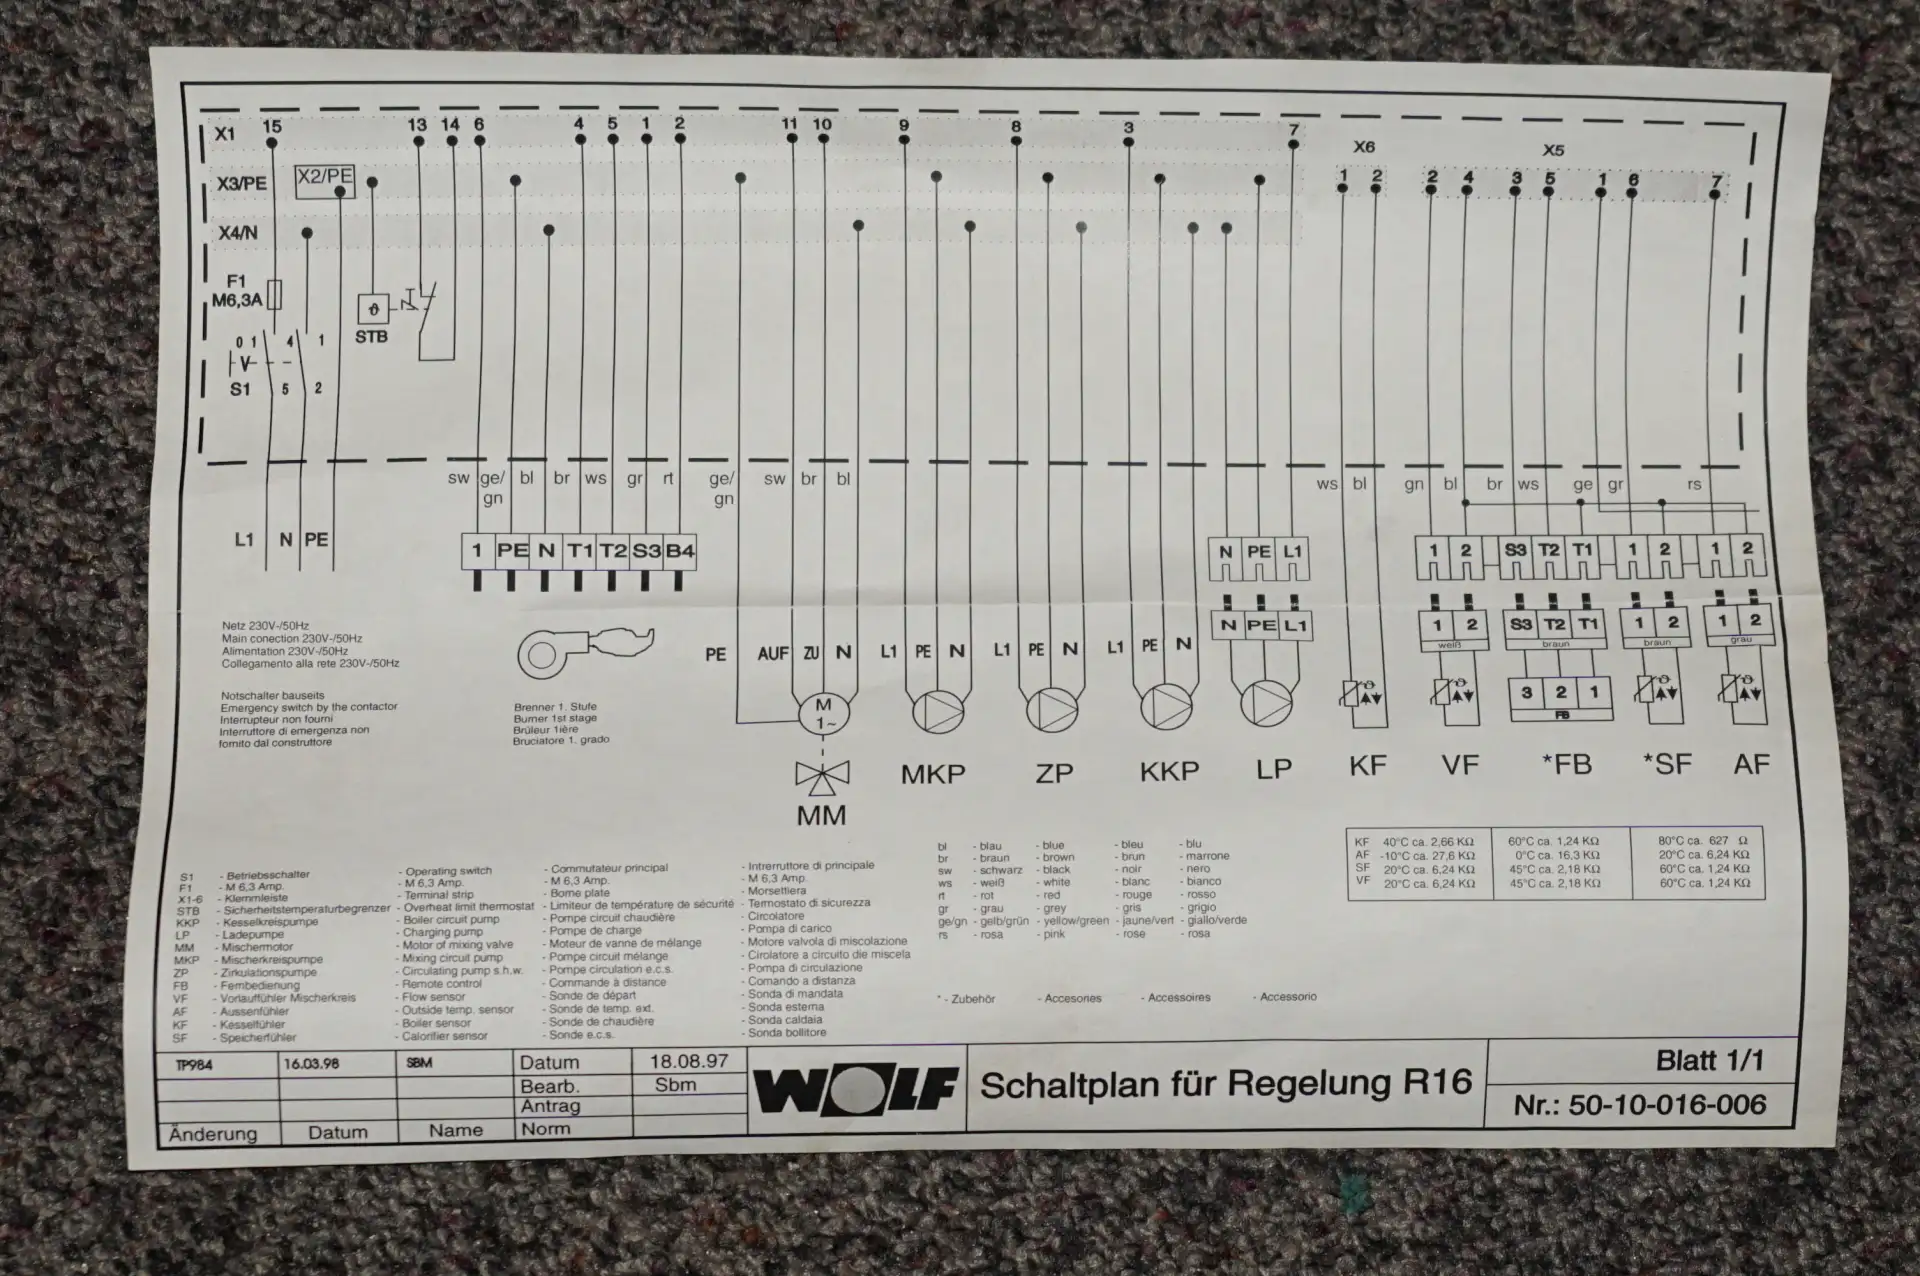 X1 15 13 14 6 4 5 1 2 11 10 9 8 3 7
X6 X5
X3/PE X2/PE 1 2 2 4 3 5 1 6 7
X4/N
F1
M6,3A
STB
0 1 4 1
S1 5 2
sw ge/gn bl br ws gr rt ge/gn sw br bl ws bl gn bl br ws ge gr rs
L1 N PE
1 PE N T1 T2 S3 B4
N PE L1
1 2 S3 T2 T1 1 2 1 2
N PE L1
1 2 S3 T2 T1 1 2 1 2
weiß braun braun grau
Netz 230V~/50Hz
Main conection 230V~/50Hz
Alimentation 230V~/50Hz
Collegamento alla rete 230V~/50Hz
Notschalter bauseits
Emergency switch by the contactor
Interrupteur non fourni
Interruttore di emergenza non
fornito dal construttore
Brenner 1. Stufe
Burner 1st stage
Brûleur 1ière
Bruciatore 1. grado
PE AUF ZU N L1 PE N L1 PE N L1 PE N
M
1~
3 2 1
FB
MM MKP ZP KKP LP KF VF *FB *SF AF
KF 40°C ca. 2,66 KΩ 60°C ca. 1,24 KΩ 80°C ca. 627 Ω
AF -10°C ca. 27,6 KΩ 0°C ca. 16,3 KΩ 20°C ca. 6,24 KΩ
SF 20°C ca. 6,24 KΩ 45°C ca. 2,18 KΩ 60°C ca. 1,24 KΩ
VF 20°C ca. 6,24 KΩ 45°C ca. 2,18 KΩ 60°C ca. 1,24 KΩ
S1 - Betriebsschalter - Operating switch - Commutateur principal - Intrerruttore di principale
F1 - M 6,3 Amp. - M 6,3 Amp. - M 6,3 Amp. - M 6,3 Amp.
X1-6 - Klemmleiste - Terminal strip - Borne plate - Morsettiera
STB - Sicherheitstemperaturbegrenzer - Overheat limit thermostat - Limiteur de température de sécurité - Termostato di sicurezza
KKP - Kesselkreispumpe - Boiler circuit pump - Pompe circuit chaudière - Circolatore
LP - Ladepumpe - Charging pump - Pompe de charge - Pompa di carico
MM - Mischermotor - Motor of mixing valve - Moteur de vanne de mélange - Motore valvola di miscolazione
MKP - Mischerkreispumpe - Mixing circuit pump - Pompe circuit mélange - Cirolatore a circuito die miscela
ZP - Zirkulationspumpe - Circulating pump s.h.w. - Pompe circulation e.c.s. - Pompa di circulazione
FB - Fernbedienung - Remote control - Commande à distance - Comando a distanza
VF - Vorlauffühler Mischerkreis - Flow sensor - Sonde de départ - Sonda di mandata
AF - Aussenfühler - Outside temp. sensor - Sonde de temp. ext. - Sonda esterna
KF - Kesselfühler - Boiler sensor - Sonde de chaudière - Sonda caldaia
SF - Speicherfühler - Calorifier sensor - Sonde e.c.s. - Sonda bollitore
bl - blau - blue - bleu - blu
br - braun - brown - brun - marrone
sw - schwarz - black - noir - nero
ws - weiß - white - blanc - bianco
rt - rot - red - rouge - rosso
gr - grau - grey - gris - grigio
ge/gn - gelb/grün - yellow/green - jaune/vert - giallo/verde
rs - rosa - pink - rose - rosa
* - Zubehör - Accesories - Accessoires - Accessorio
TP984 16.03.98 SBM Datum 18.08.97
Bearb. Sbm
Antrag
Änderung Datum Name Norm
WOLF
Schaltplan für Regelung R16
Blatt 1/1
Nr.: 50-10-016-006